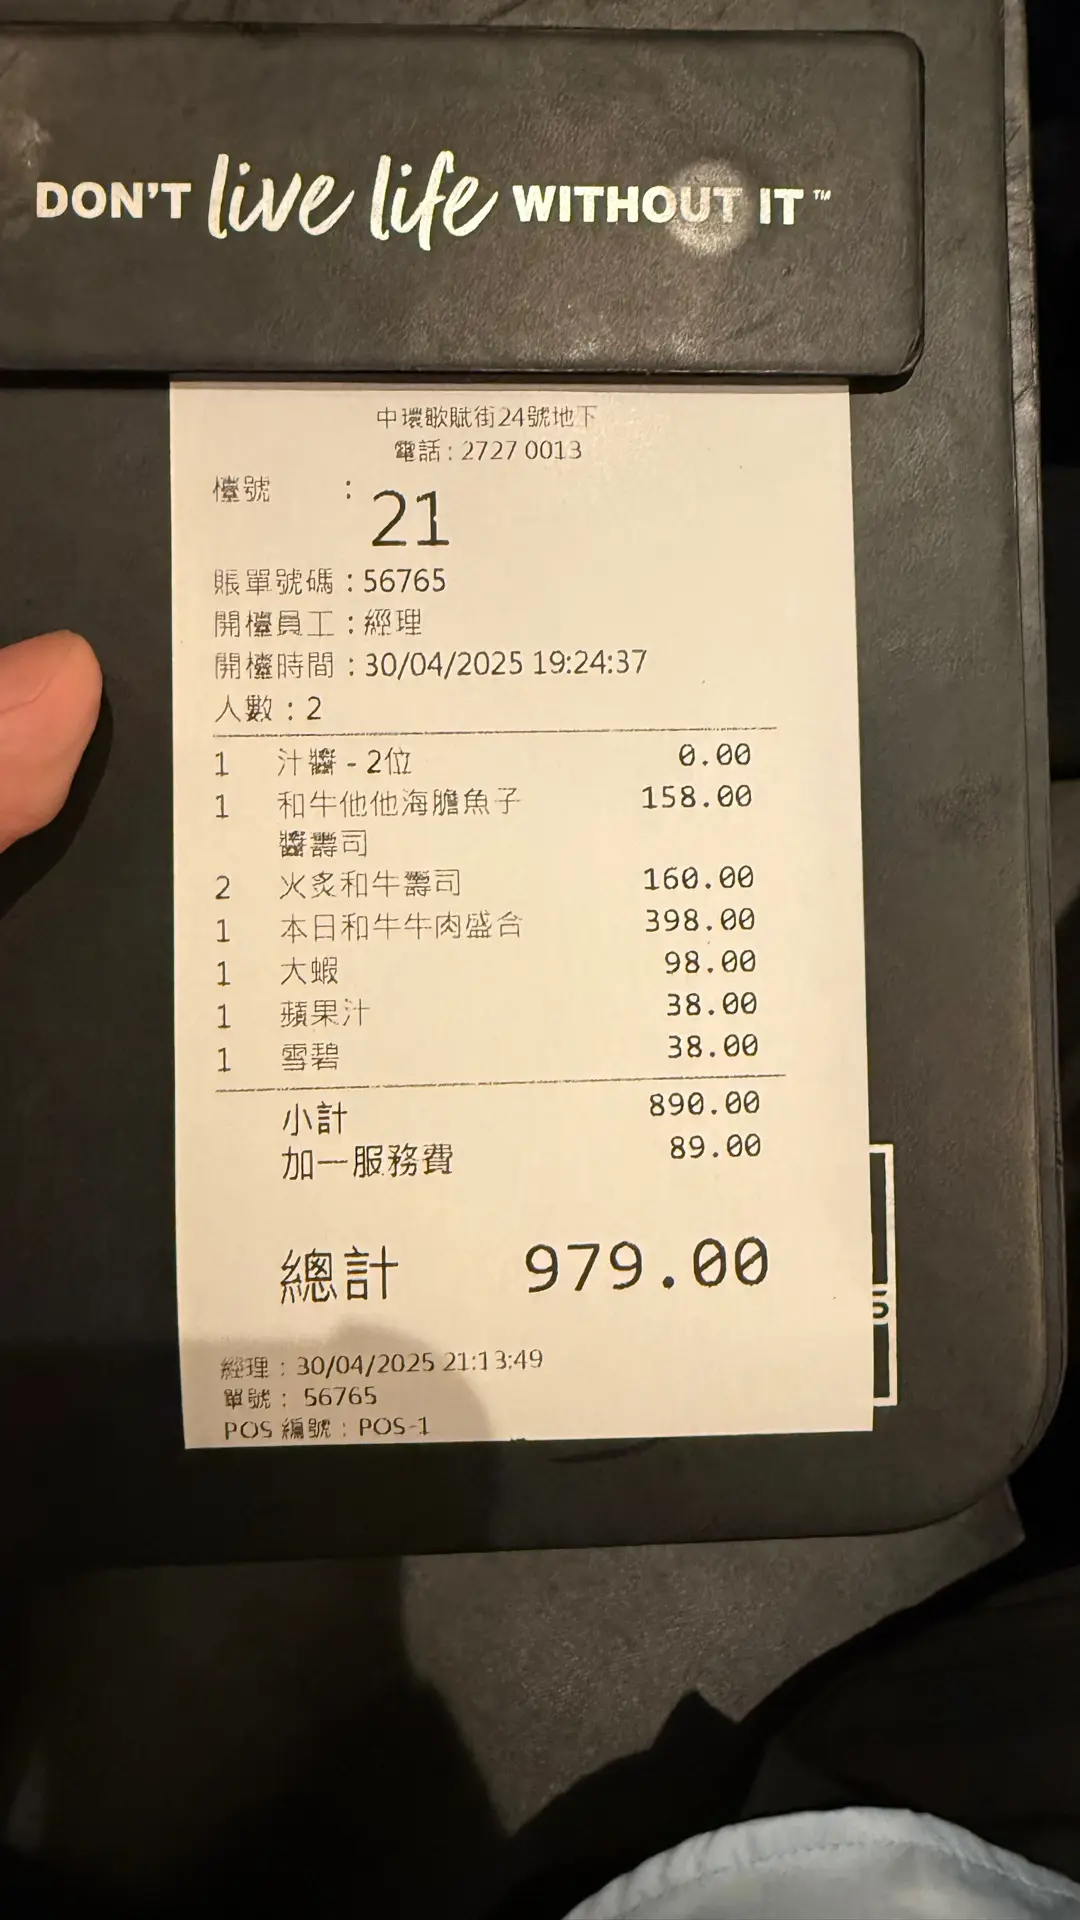 DON'T live life WITHOUT IT™
中環歌賦街24號地下
電話 : 2727 0013
檯號 : 21
賬單號碼 : 56765
開檯員工 : 經理
開檯時間 : 30/04/2025 19:24:37
人數 : 2
1 汁醬 - 2位 0.00
1 和牛他他海膽魚子 158.00
醬壽司
2 火炙和牛壽司 160.00
1 本日和牛牛肉盛合 398.00
1 大蝦 98.00
1 蘋果汁 38.00
1 雪碧 38.00
小計 890.00
加一服務費 89.00
總計 979.00
經理 : 30/04/2025 21:13:49
單號 : 56765
POS 編號 : POS-1
5